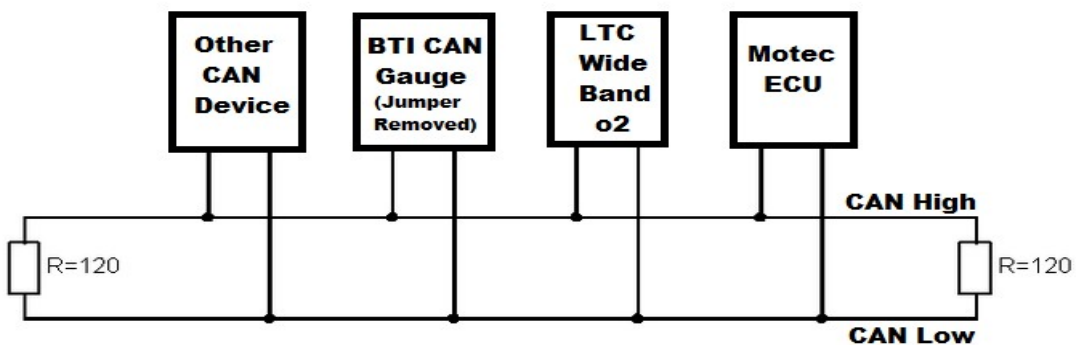 Other
CAN
Device
BTI CAN
Gauge
(Jumper
Removed)
LTC
Wide
Band
o2
Motec
ECU
CAN High
R=120
R=120
CAN Low